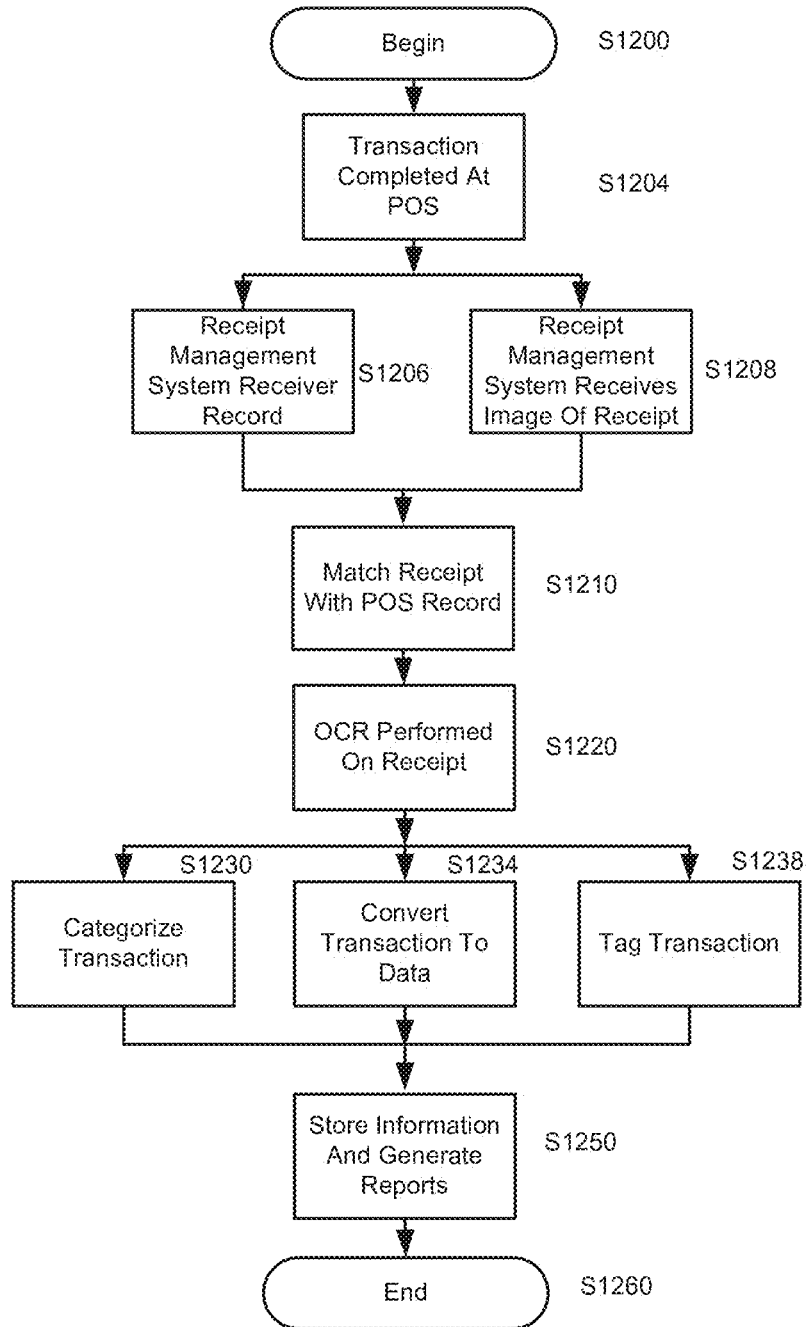 Begin
S1200
Transaction
Completed At
POS
S1204
Receipt
Management
System Receiver
Record
S1206
Receipt
Management
System Receives
Image Of Receipt
S1208
Match Receipt
With POS Record
S1210
OCR Performed
On Receipt
S1220
S1230
Categorize
Transaction
S1234
Convert
Transaction To
Data
S1238
Tag Transaction
Store Information
And Generate
Reports
S1250
End
S1260